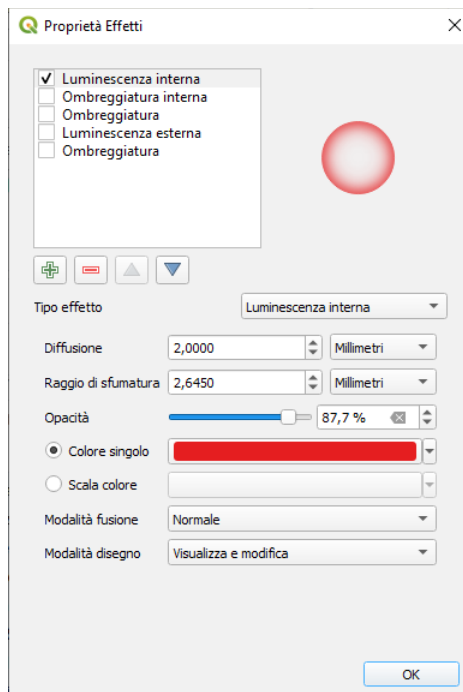 Proprietà Effetti
Luminescenza interna
Ombreggiatura interna
Ombreggiatura
Luminescenza esterna
Ombreggiatura
Tipo effetto Luminescenza interna
Diffusione 2,0000 Millimetri
Raggio di sfumatura 2,6450 Millimetri
Opacità 87,7 %
Colore singolo
Scala colore
Modalità fusione Normale
Modalità disegno Visualizza e modifica
OK